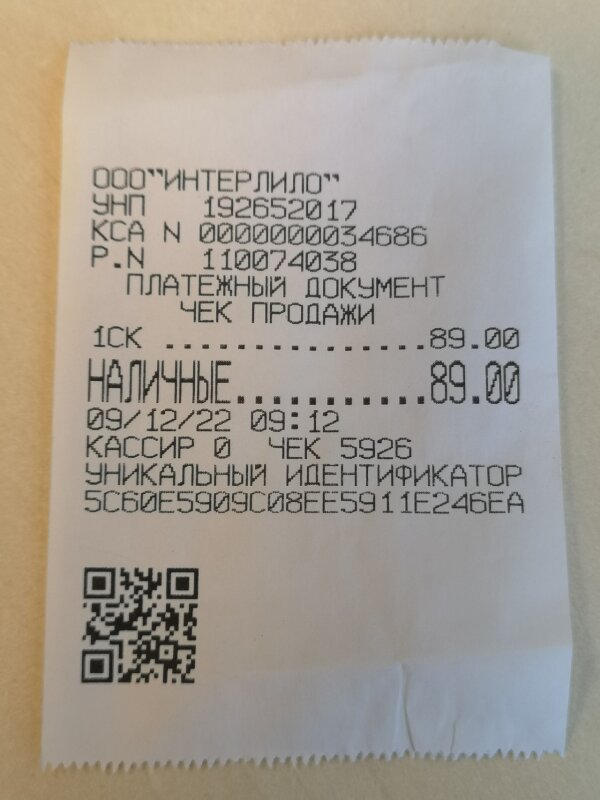 ООО"ИНТЕРЛИЛО"
УНП 192652017
КСА N 0000000034686
Р.N 110074038
ПЛАТЕЖНЫЙ ДОКУМЕНТ
ЧЕК ПРОДАЖИ
1СК ...............89.00
НАЛИЧНЫЕ...........89.00
09/12/22 09:12
КАССИР 0 ЧЕК 5926
УНИКАЛЬНЫЙ ИДЕНТИФИКАТОР
5C60E5909C08EE5911E246EA